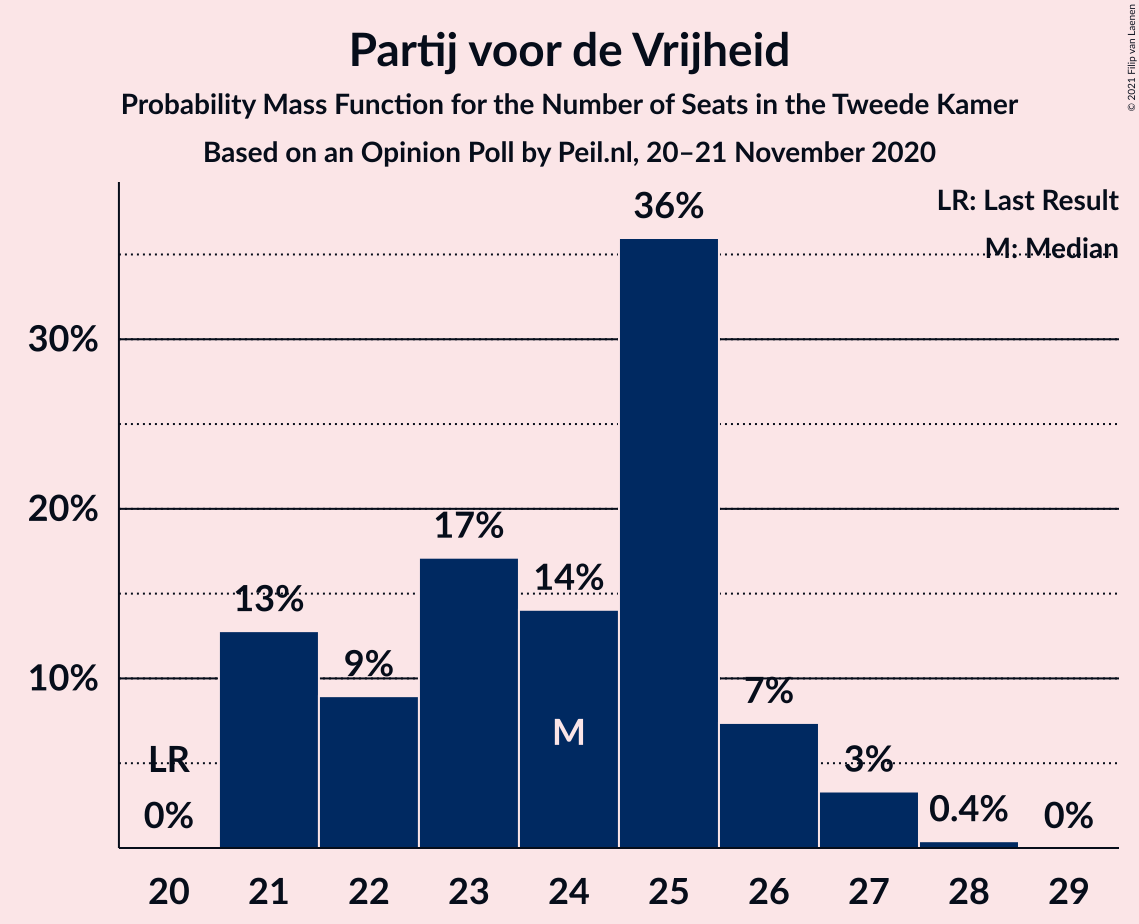 Partij voor de Vrijheid
Probability Mass Function for the Number of Seats in the Tweede Kamer
Based on an Opinion Poll by Peil.nl, 20–21 November 2020
© 2021 Filip van Laenen
LR: Last Result
M: Median
36%
30%
20%
17%
14%
13%
10%
9%
7%
M
LR
3%
0%
0.4%
0%
20 21 22 23 24 25 26 27 28 29